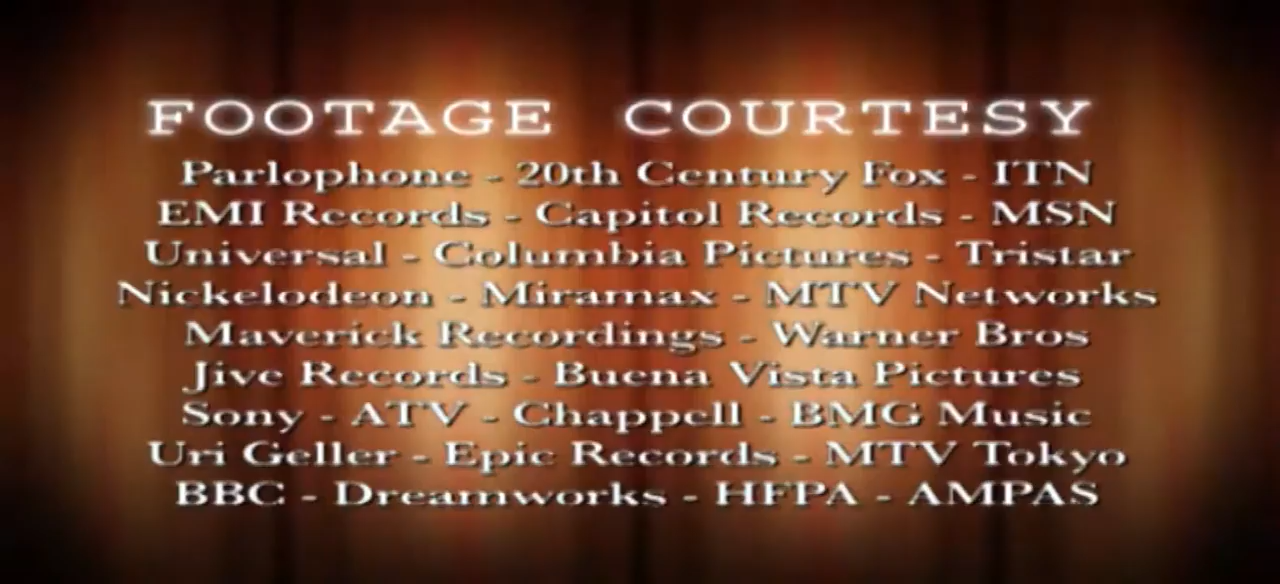 FOOTAGE COURTESY
Parlophone - 20th Century Fox - ITN
EMI Records - Capitol Records - MSN
Universal - Columbia Pictures - Tristar
Nickelodeon - Miramax - MTV Networks
Maverick Recordings - Warner Bros
Jive Records - Buena Vista Pictures
Sony - ATV - Chappell - BMG Music
Uri Geller - Epic Records - MTV Tokyo
BBC - Dreamworks - HFPA - AMPAS